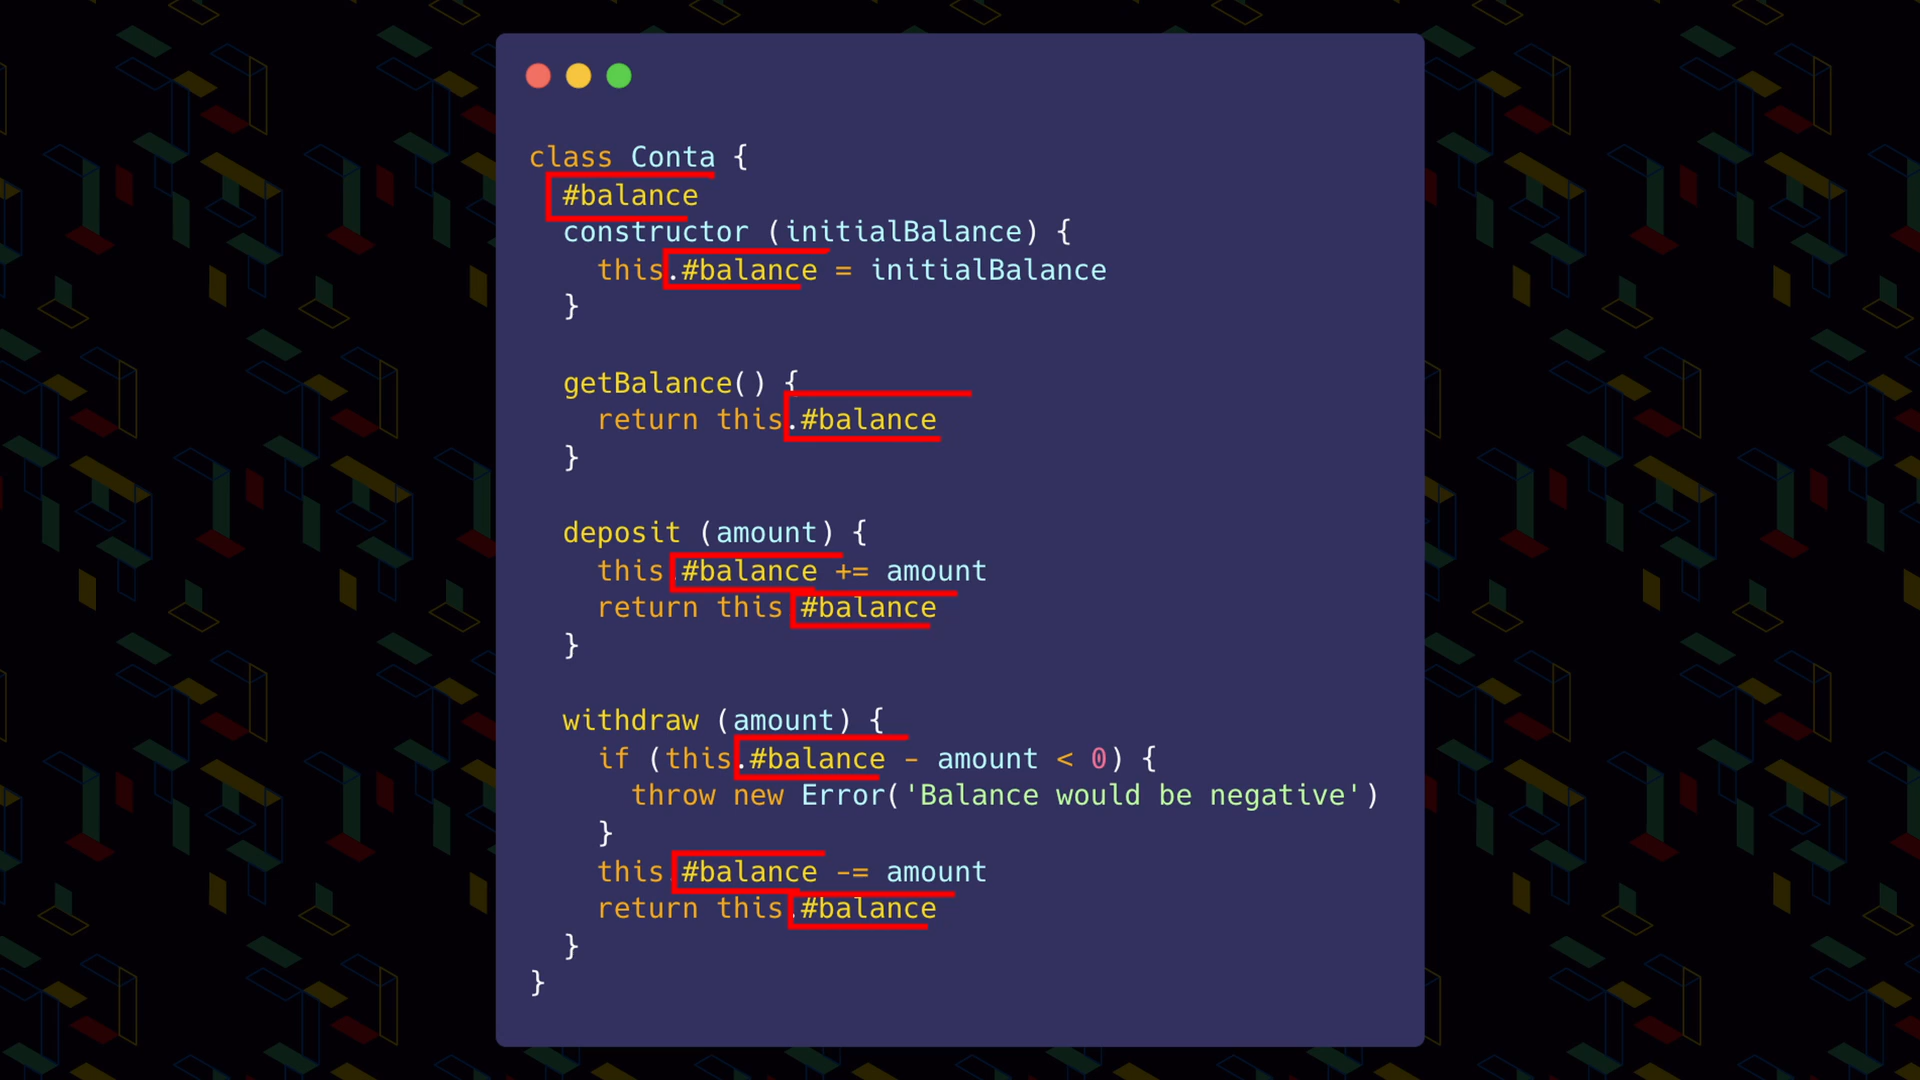 class Conta {
#balance
constructor (initialBalance) {
this.#balance = initialBalance
}
getBalance() {
return this.#balance
}
deposit (amount) {
this.#balance += amount
return this #balance
}
withdraw (amount) {
if (this.#balance - amount < 0) {
throw new Error('Balance would be negative')
}
this #balance -= amount
return this.#balance
}
}